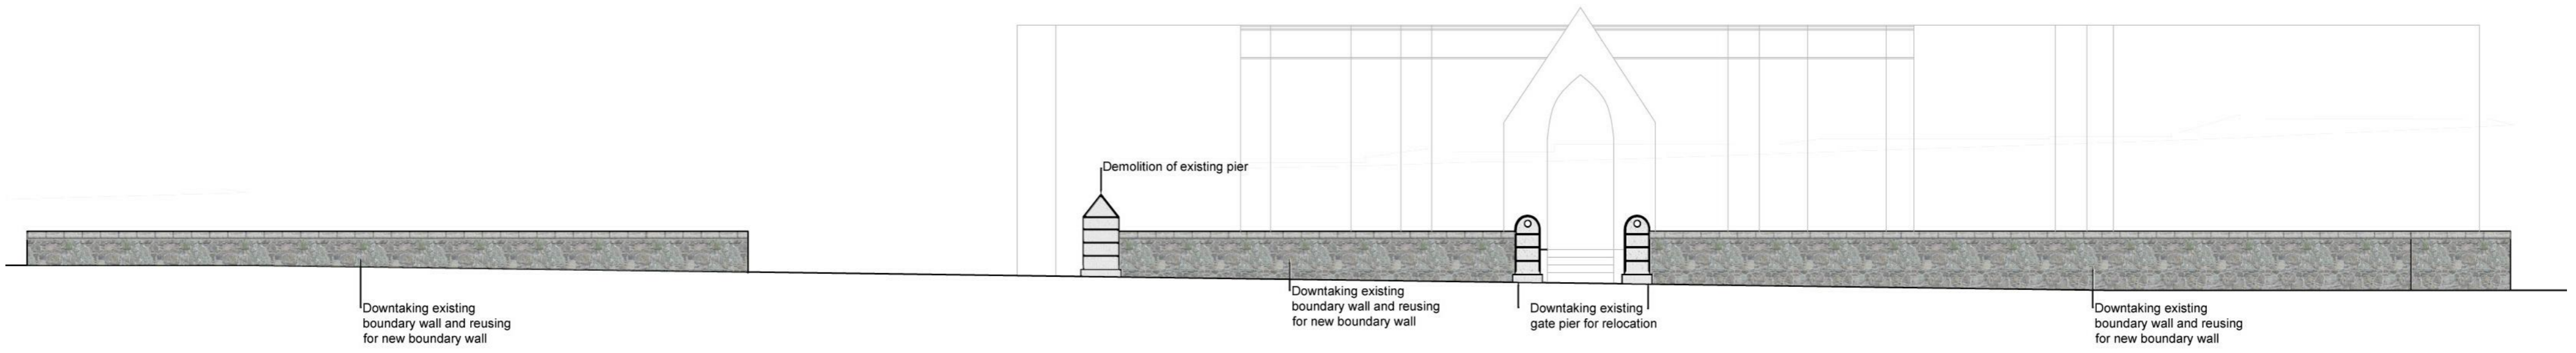 Demolition of existing pier
Downtaking existing
boundary wall and reusing
for new boundary wall
Downtaking existing
boundary wall and reusing
for new boundary wall
Downtaking existing
gate pier for relocation
Downtaking existing
boundary wall and reusing
for new boundary wall